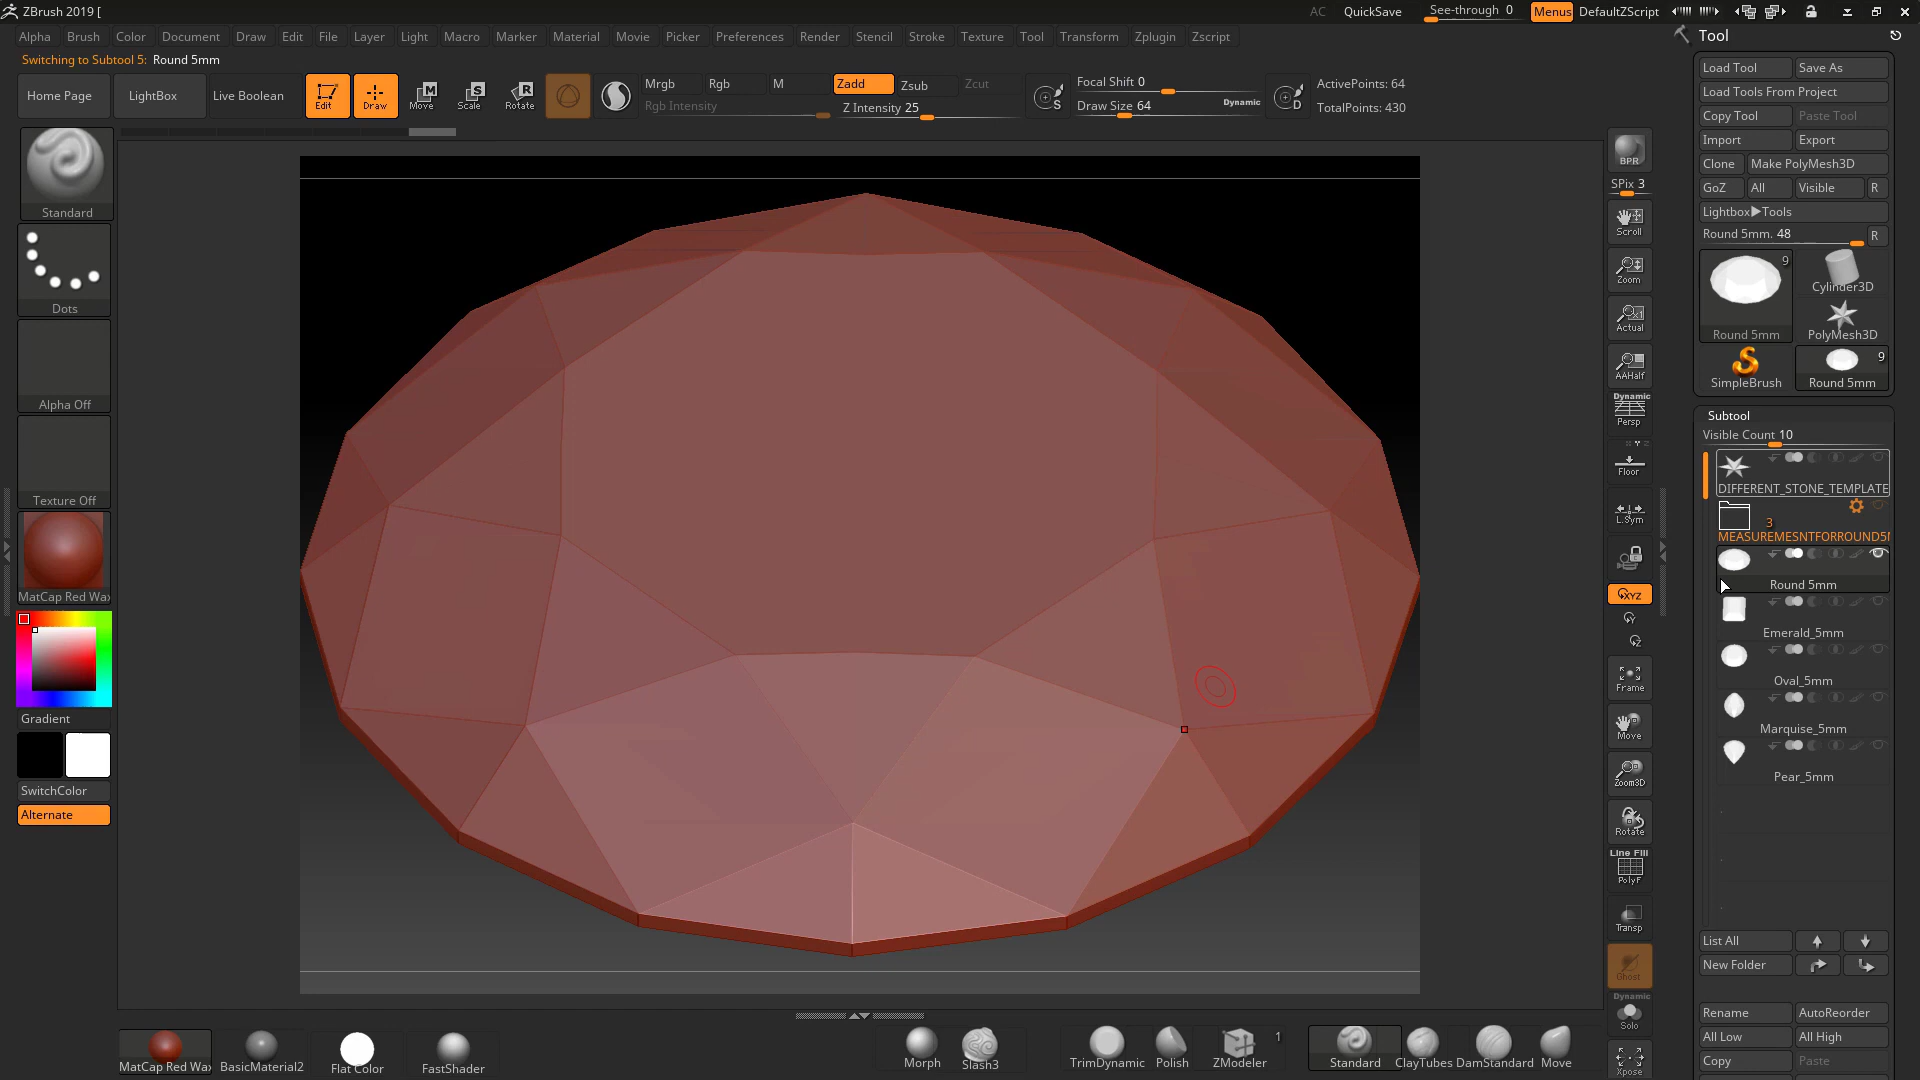 ZBrush 2019 [
AC QuickSave See-through 0 Menus DefaultZScript
Alpha Brush Color Document Draw Edit File Layer Light Macro Marker Material Movie Picker Preferences Render Stencil Stroke Texture Tool Transform Zplugin Zscript
Switching to Subtool 5: Round 5mm
Home Page LightBox Live Boolean Edit Draw Move Scale Rotate
Mrgb Rgb M Zadd Zsub Zcut
Rgb Intensity Z Intensity 25
Focal Shift 0
Draw Size 64 Dynamic
ActivePoints: 64
TotalPoints: 430
Standard
Dots
Alpha Off
Texture Off
MatCap Red Wax
Gradient
SwitchColor
Alternate
BPR
SPix 3
Scroll
Zoom
Actual
AAHalf
Dynamic
Persp
Floor
L.Sym
XYZ
Y
Z
Frame
Move
Zoom3D
Rotate
Line Fill
PolyF
Transp
Ghost
Dynamic
Solo
Xpose
Tool
Load Tool Save As
Load Tools From Project
Copy Tool Paste Tool
Import Export
Clone Make PolyMesh3D
GoZ All Visible R
Lightbox▶Tools
Round 5mm. 48 R
9
Round 5mm
Cylinder3D
PolyMesh3D
SimpleBrush
9
Round 5mm
Subtool
Visible Count 10
DIFFERENT_STONE_TEMPLATE
3
MEASUREMESNTFORROUND5M
Round 5mm
Emerald_5mm
Oval_5mm
Marquise_5mm
Pear_5mm
List All
New Folder
Rename AutoReorder
All Low All High
Copy Paste
MatCap Red Wax BasicMaterial2 Flat Color FastShader
Morph Slash3 TrimDynamic Polish ZModeler 1 Standard ClayTubes DamStandard Move